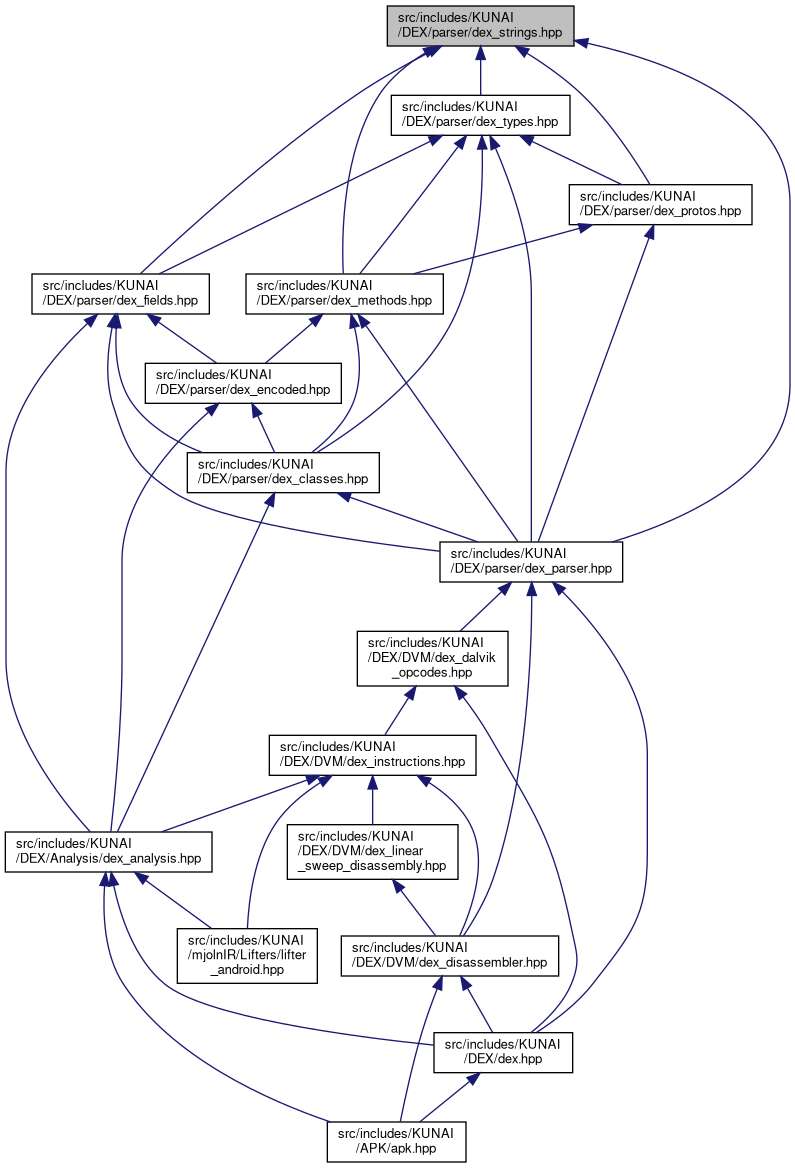 src/includes/KUNAI
/DEX/parser/dex_strings.hpp
src/includes/KUNAI
/DEX/parser/dex_types.hpp
src/includes/KUNAI
/DEX/parser/dex_protos.hpp
src/includes/KUNAI
/DEX/parser/dex_fields.hpp
src/includes/KUNAI
/DEX/parser/dex_methods.hpp
src/includes/KUNAI
/DEX/parser/dex_encoded.hpp
src/includes/KUNAI
/DEX/parser/dex_classes.hpp
src/includes/KUNAI
/DEX/parser/dex_parser.hpp
src/includes/KUNAI
/DEX/DVM/dex_dalvik
_opcodes.hpp
src/includes/KUNAI
/DEX/DVM/dex_instructions.hpp
src/includes/KUNAI
/DEX/Analysis/dex_analysis.hpp
src/includes/KUNAI
/DEX/DVM/dex_linear
_sweep_disassembly.hpp
src/includes/KUNAI
/mjolnIR/Lifters/lifter
_android.hpp
src/includes/KUNAI
/DEX/DVM/dex_disassembler.hpp
src/includes/KUNAI
/DEX/dex.hpp
src/includes/KUNAI
/APK/apk.hpp